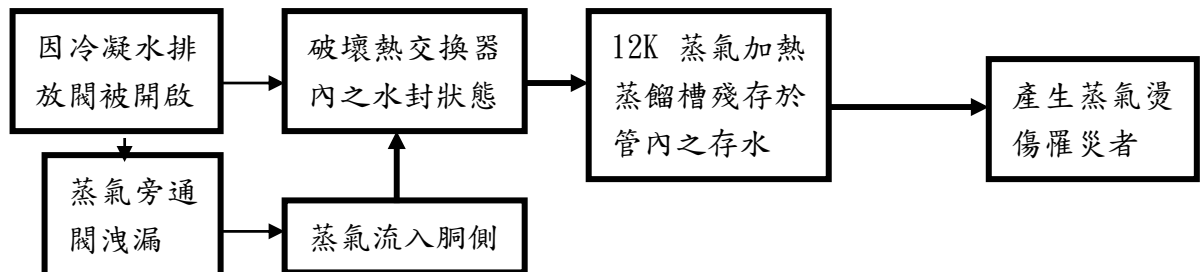 因冷凝水排
放閥被開啟
破壞熱交換器
內之水封狀態
12K 蒸氣加熱
蒸餾槽殘存於
管內之存水
產生蒸氣燙
傷罹災者
蒸氣旁通
閥洩漏
蒸氣流入胴側